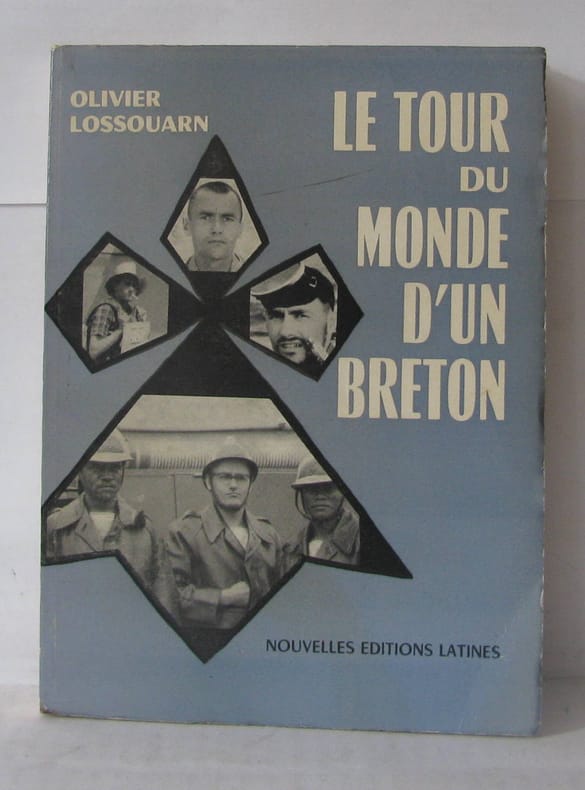 OLIVIER
LOSSOUARN
LE TOUR
DU
MONDE
D'UN
BRETON
NOUVELLES EDITIONS LATINES